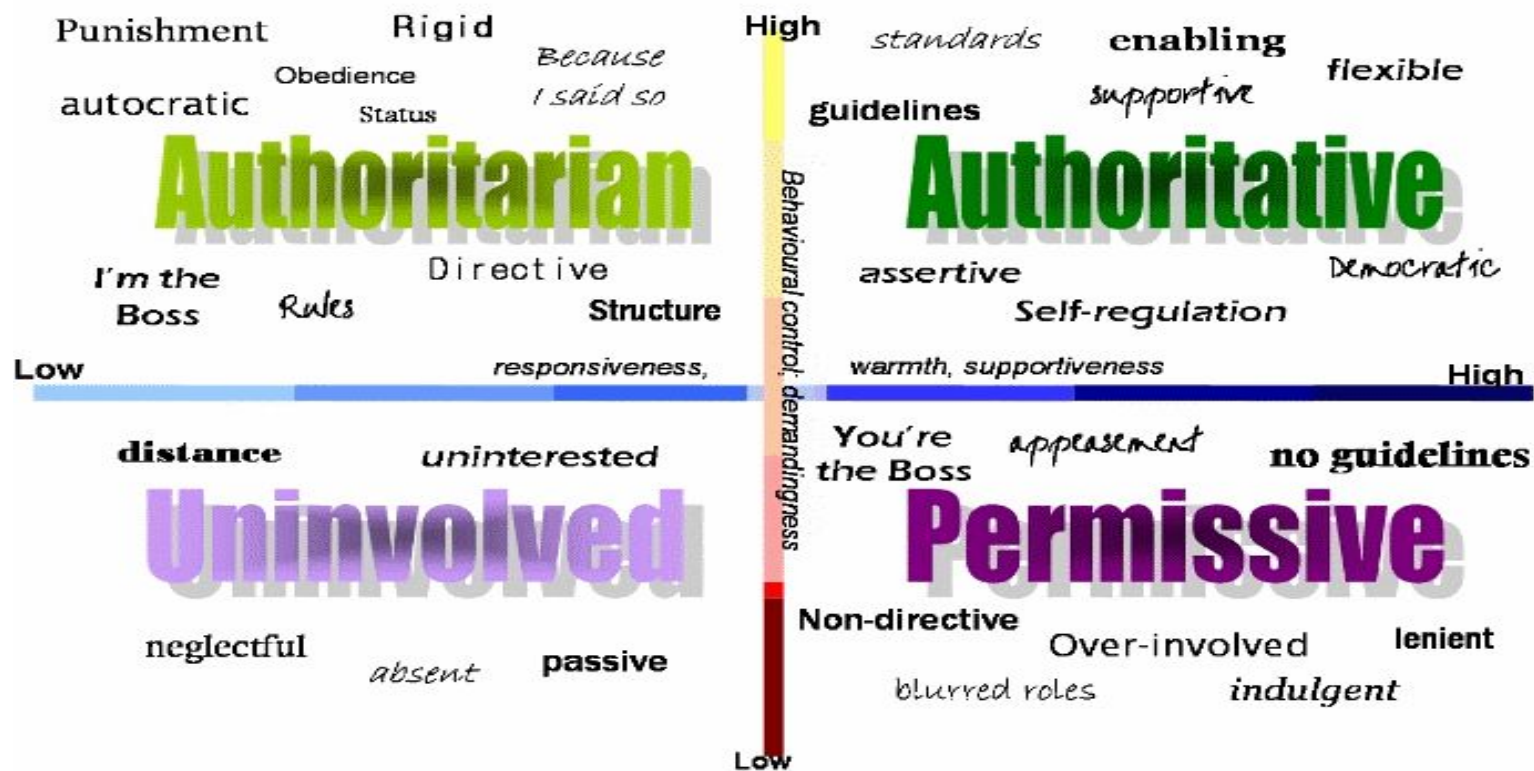 Punishment
Rigid
Because
I said so
Obedience
autocratic
Status
Authoritarian
I'm the
Boss
Rules
Directive
Structure
High
standards
enabling
flexible
supportive
guidelines
Authoritative
assertive
Democratic
Self-regulation
Behavioural control, demandingness
Low
responsiveness,
warmth, supportiveness
High
distance
uninterested
Uninvolved
neglectful
absent
passive
You're
the Boss
appeasement
no guidelines
Permissive
Non-directive
Over-involved
lenient
blurred roles
indulgent
Low